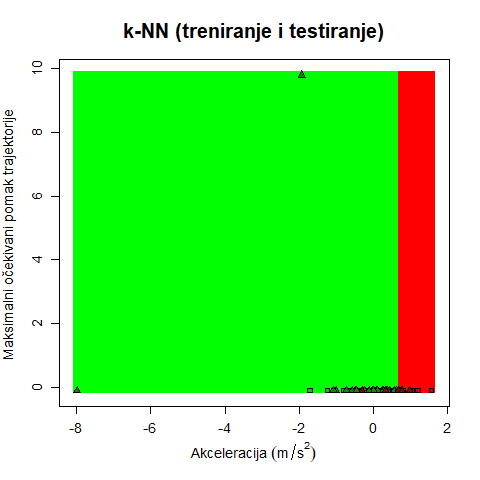 k-NN (treniranje i testiranje)
Maksimalni očekivani pomak trajektorije
10
8
6
4
2
0
-8 -6 -4 -2 0 2
Akceleracija (m/s²)